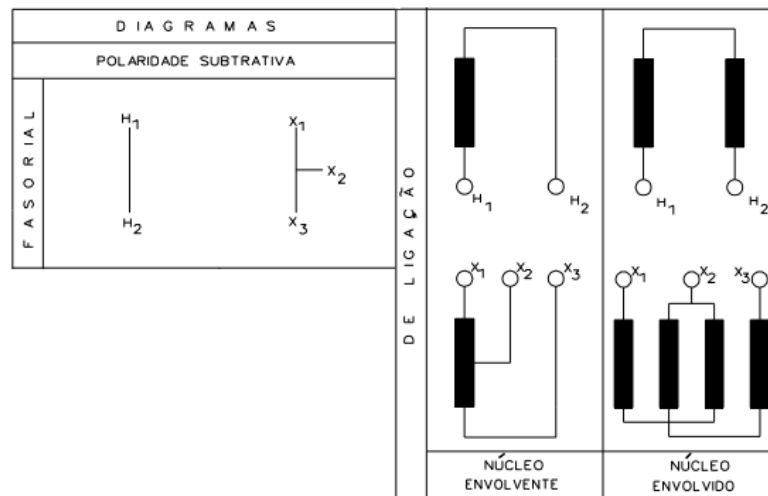 DIAGRAMAS
POLARIDADE SUBTRATIVA
FASORIAL
H1
H2
X1
X2
X3
DE LIGAÇÃO
H1 H2
X1 X2 X3
NÚCLEO
ENVOLVENTE
H1 H2
X1 X2 X3
NÚCLEO
ENVOLVIDO